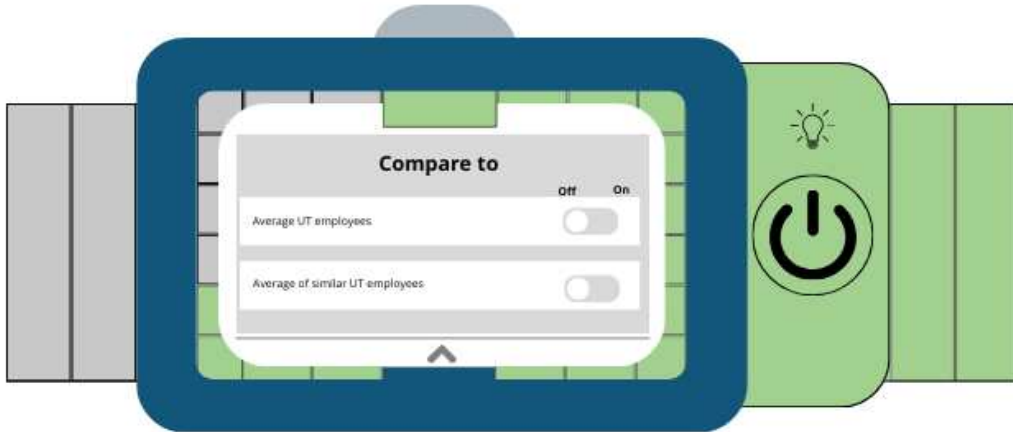 Compare to
Off On
Average UT employees
Average of similar UT employees